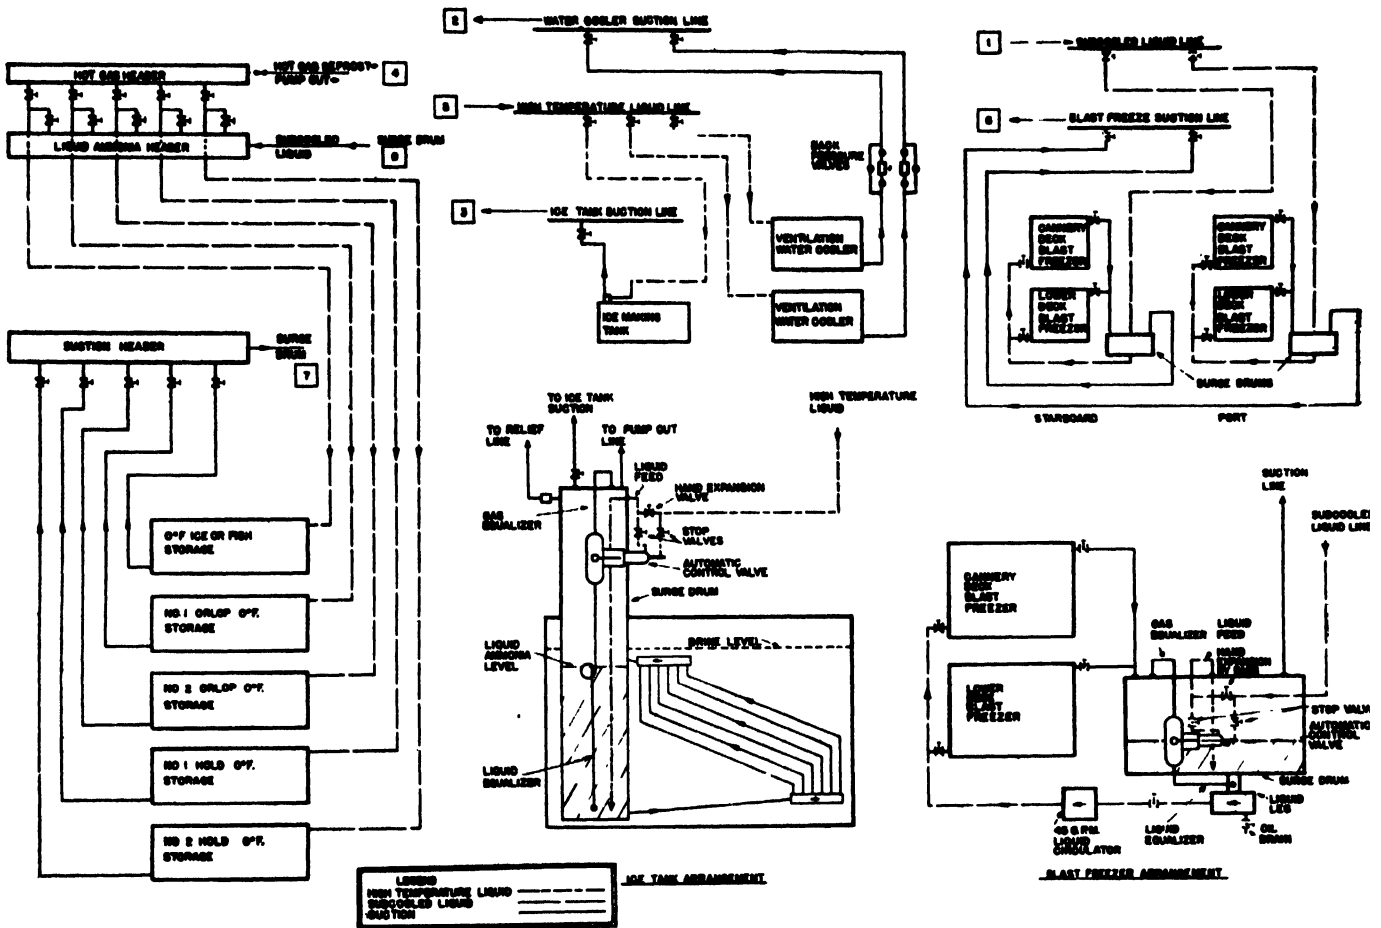 HOT GAS HEADER
HOT GAS DEFROST
PUMP OUT
4
LIQUID AMMONIA HEADER
SUBCOOLED
LIQUID
SURGE DRUM
SUCTION HEADER
SURGE
DRUM
7
0°F ICE OR FISH
STORAGE
NO. 1 ORLOP 0°F.
STORAGE
NO 2 ORLOP 0°F.
STORAGE
NO 1 HOLD 0°F.
STORAGE
NO 2 HOLD 0°F.
STORAGE
2
WATER COOLER SUCTION LINE
HIGH TEMPERATURE LIQUID LINE
3
ICE TANK SUCTION LINE
BACK
PRESSURE
VALVES
VENTILATION
WATER COOLER
VENTILATION
WATER COOLER
ICE MAKING
TANK
1
SUBCOOLED LIQUID LINE
BLAST FREEZE SUCTION LINE
CANNERY
DECK
BLAST
FREEZER
LOWER
DECK
BLAST
FREEZER
CANNERY
DECK
BLAST
FREEZER
LOWER
DECK
BLAST
FREEZER
SURGE DRUMS
STARBOARD
PORT
TO ICE TANK
SUCTION
TO RELIEF
LINE
TO PUMP OUT
LINE
LIQUID
FEED
HIGH TEMPERATURE
LIQUID
HAND EXPANSION
VALVE
GAS
EQUALIZER
STOP
VALVES
AUTOMATIC
CONTROL VALVE
SURGE DRUM
LIQUID
AMMONIA
LEVEL
BRINE LEVEL
LIQUID
EQUALIZER
ICE TANK ARRANGEMENT
SUCTION
LINE
SUBCOOLED
LIQUID LINE
CANNERY
DECK
BLAST
FREEZER
LOWER
DECK
BLAST
FREEZER
GAS
EQUALIZER
LIQUID
FEED
HAND
EXPANSION
STOP VALV
AUTOMATIC
CONTROL
VALVE
SURGE DRUM
LIQUID
LEG
OIL
DRAIN
LIQUID
EQUALIZER
45 G.P.M.
LIQUID
CIRCULATOR
BLAST FREEZER ARRANGEMENT
LEGEND
HIGH TEMPERATURE LIQUID
SUBCOOLED LIQUID
SUCTION